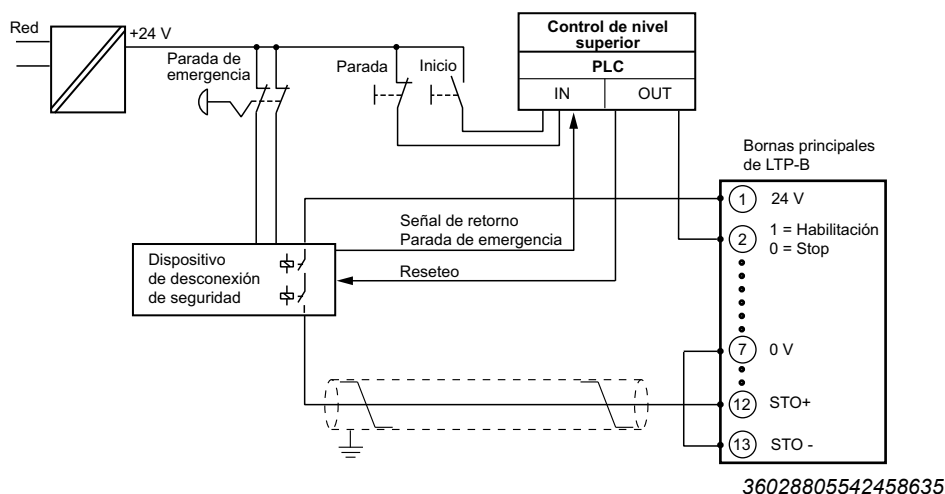 Red
+24 V
Parada de
emergencia
Parada
Inicio
Control de nivel
superior
PLC
IN
OUT
Bornas principales
de LTP-B
1
24 V
2
1 = Habilitación
0 = Stop
Señal de retorno
Parada de emergencia
Reseteo
Dispositivo
de desconexión
de seguridad
7
0 V
12
STO+
13
STO -
36028805542458635